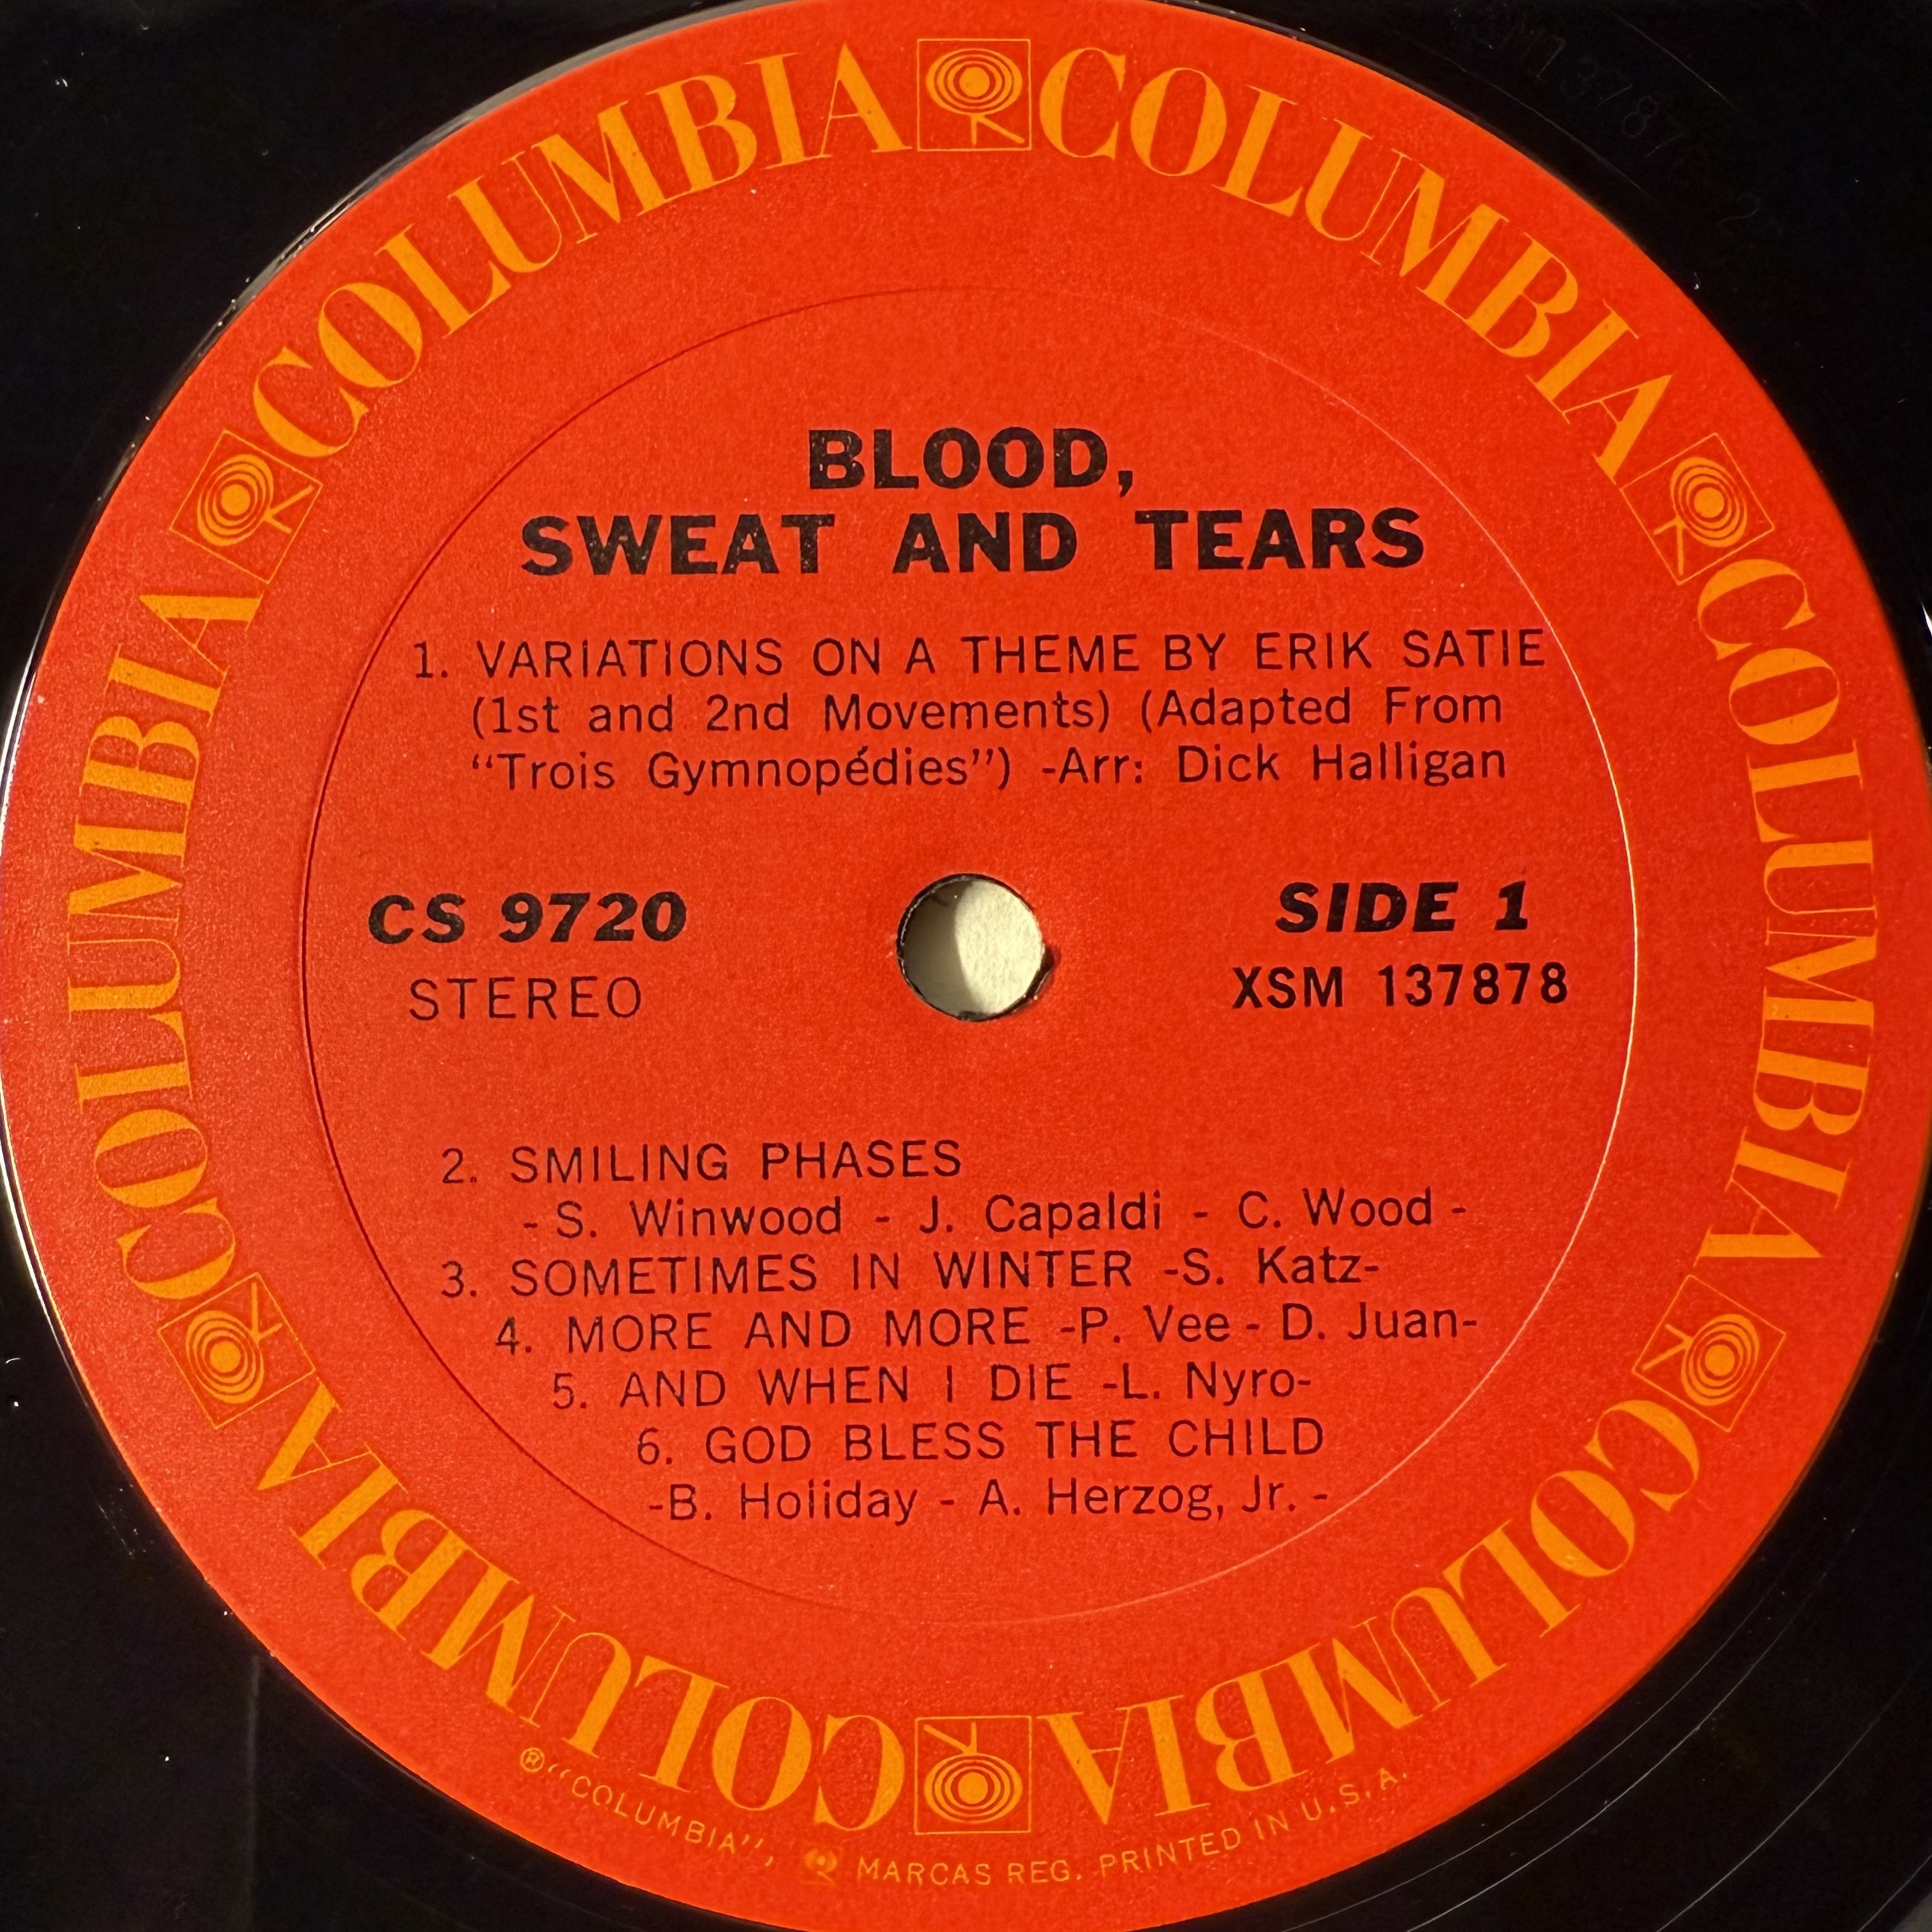 COLUMBIA COLUMBIA COLUMBIA COLUMBIA COLUMBIA COLUMBIA
BLOOD,
SWEAT AND TEARS
1. VARIATIONS ON A THEME BY ERIK SATIE
(1st and 2nd Movements) (Adapted From
“Trois Gymnopédies”) -Arr: Dick Halligan
CS 9720
STEREO
SIDE 1
XSM 137878
2. SMILING PHASES
- S. Winwood - J. Capaldi - C. Wood -
3. SOMETIMES IN WINTER -S. Katz-
4. MORE AND MORE -P. Vee - D. Juan-
5. AND WHEN I DIE -L. Nyro-
6. GOD BLESS THE CHILD
-B. Holiday - A. Herzog, Jr. -
® “COLUMBIA”, MARCAS REG. PRINTED IN U.S.A.